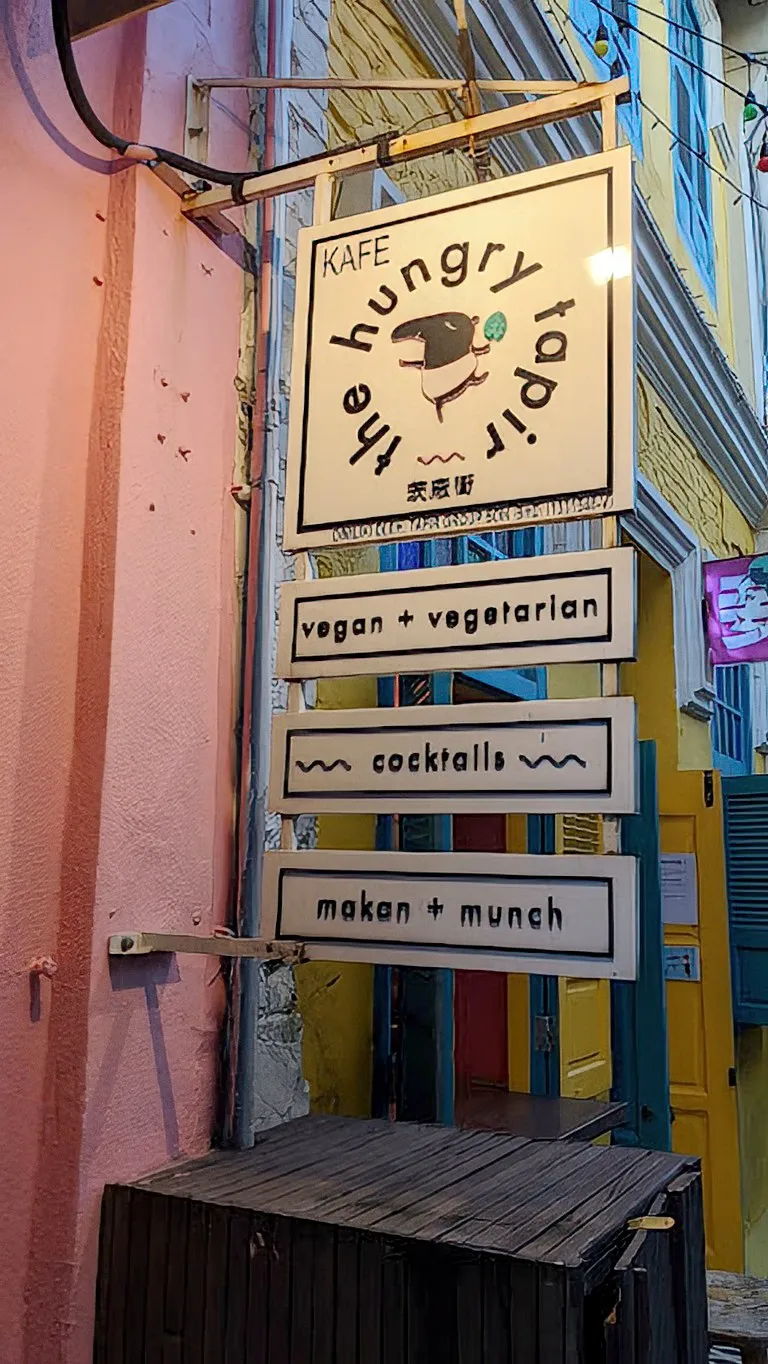 KAFE
the hungry tapir
vegan + vegetarian
cocktails
makan + munch